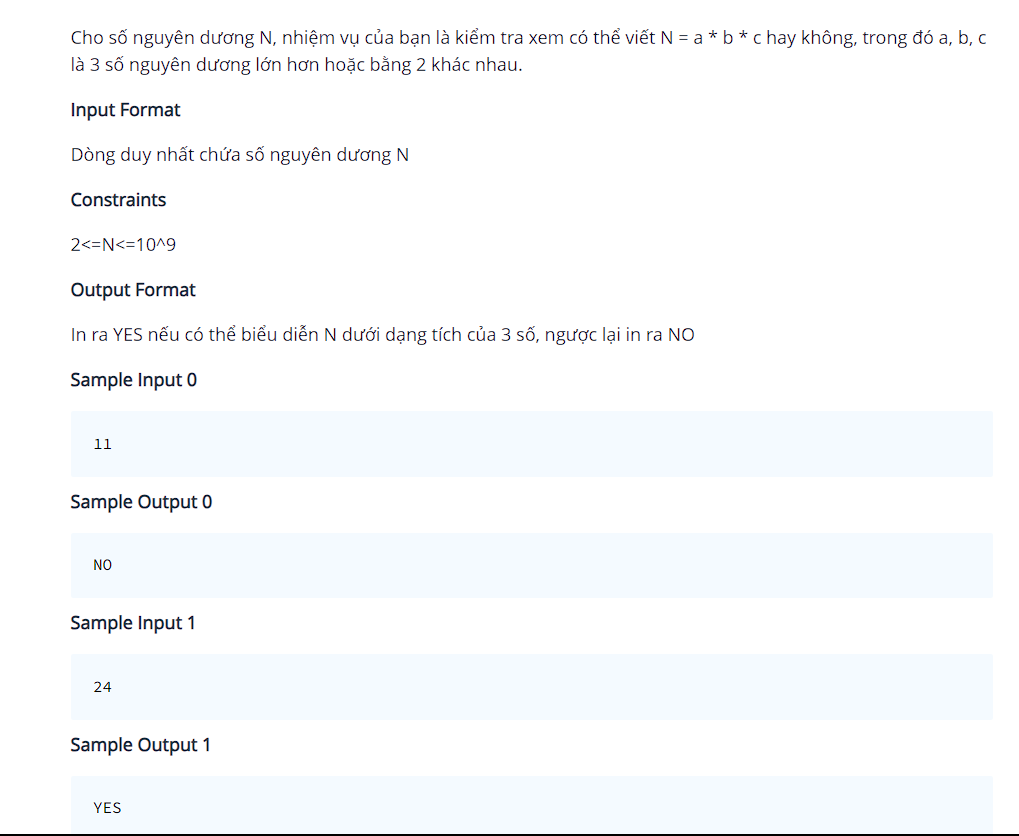 Cho số nguyên dương N, nhiệm vụ của bạn là kiểm tra xem có thể viết N = a * b * c hay không, trong đó a, b, c
là 3 số nguyên dương lớn hơn hoặc bằng 2 khác nhau.
Input Format
Dòng duy nhất chứa số nguyên dương N
Constraints
2<=N<=10^9
Output Format
In ra YES nếu có thể biểu diễn N dưới dạng tích của 3 số, ngược lại in ra NO
Sample Input 0
11
Sample Output 0
NO
Sample Input 1
24
Sample Output 1
YES